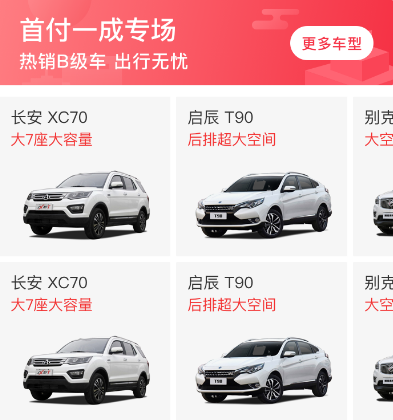 首付一成专场
热销B级车 出行无忧
更多车型
长安 XC70
大7座大容量
启辰 T90
后排超大空间
别克
大空
T90
长安 XC70
大7座大容量
启辰 T90
后排超大空间
别克
大空
T90